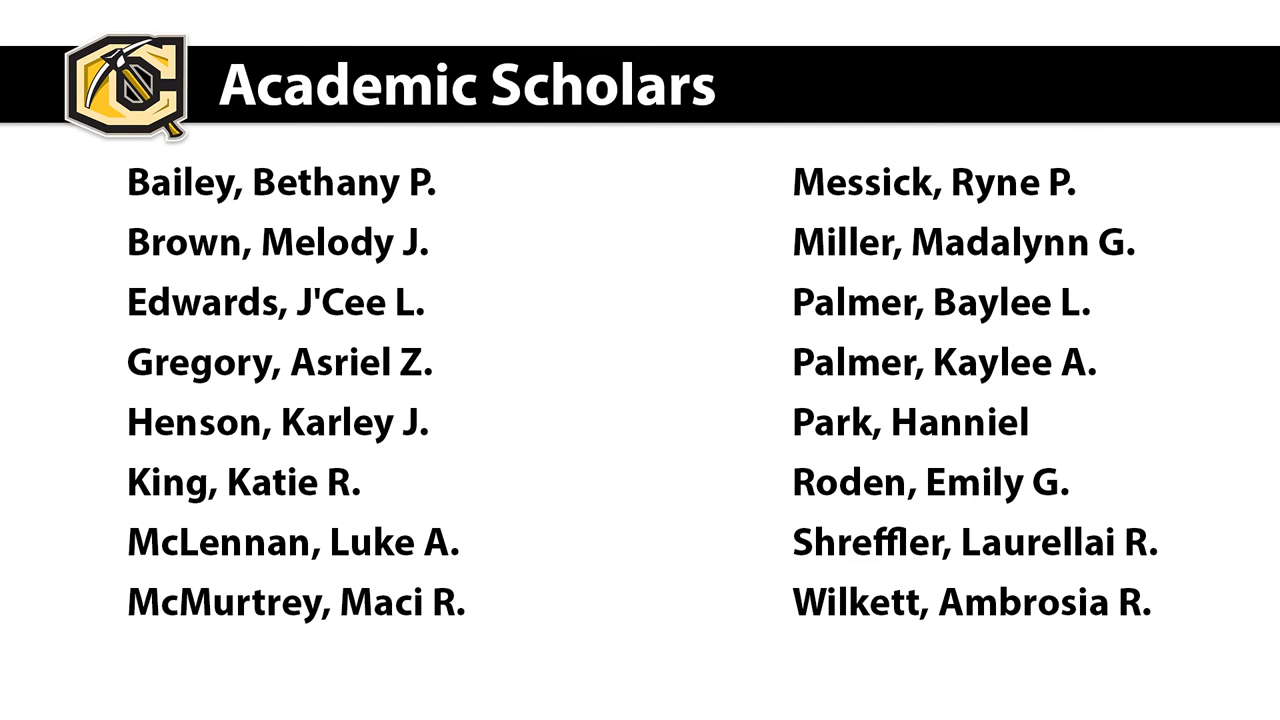 Academic Scholars
Bailey, Bethany P.
Brown, Melody J.
Edwards, J'Cee L.
Gregory, Asriel Z.
Henson, Karley J.
King, Katie R.
McLennan, Luke A.
McMurtrey, Maci R.
Messick, Ryne P.
Miller, Madalynn G.
Palmer, Baylee L.
Palmer, Kaylee A.
Park, Hanniel
Roden, Emily G.
Shreffler, Laurellai R.
Wilkett, Ambrosia R.